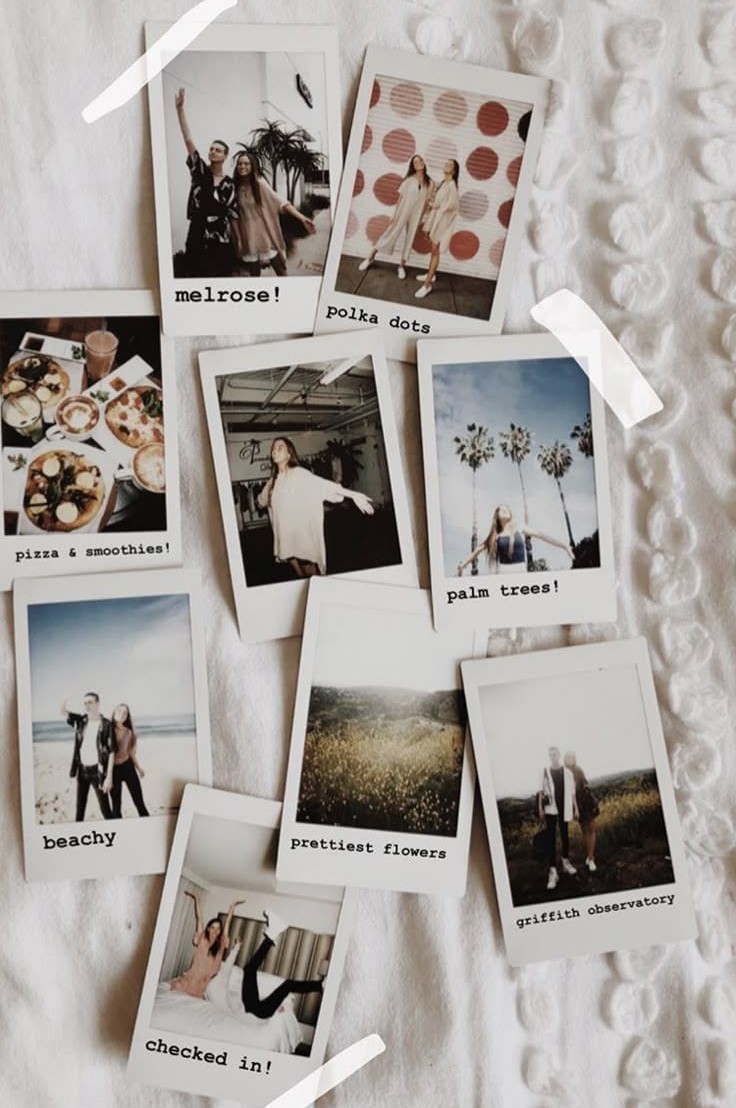 melrose!
polka dots
pizza & smoothies!
palm trees!
beachy
prettiest flowers
griffith observatory
checked in!